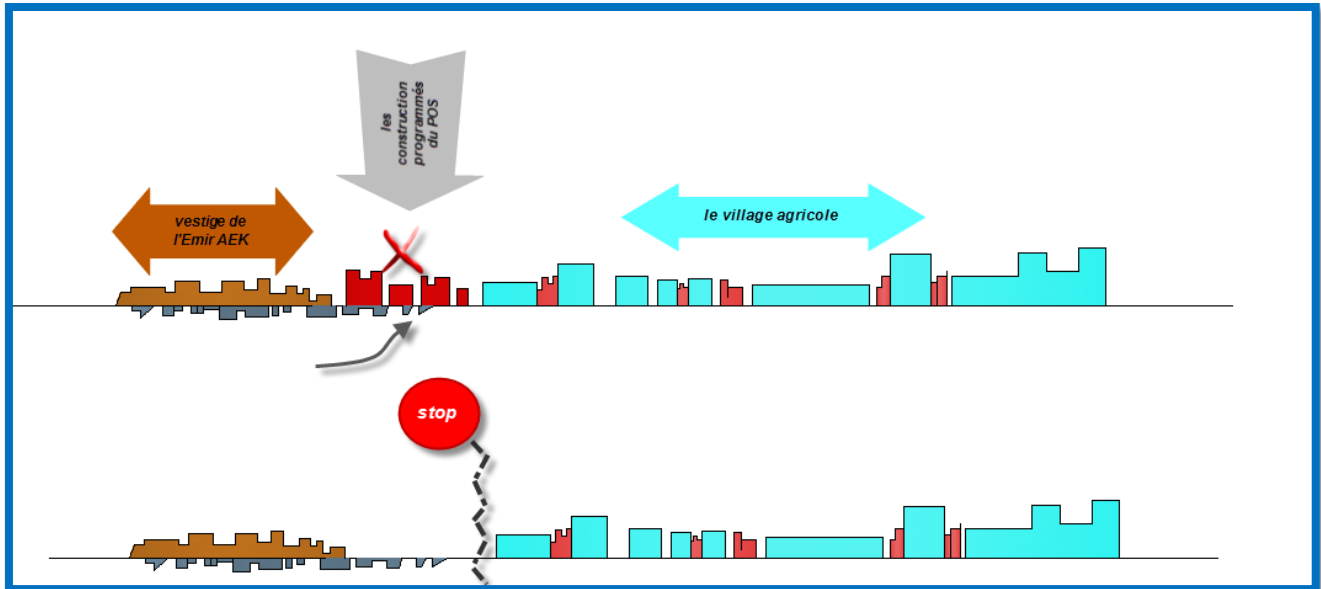 les
construction
programmés
du POS
vestige de
l'Emir AEK
le village agricole
stop